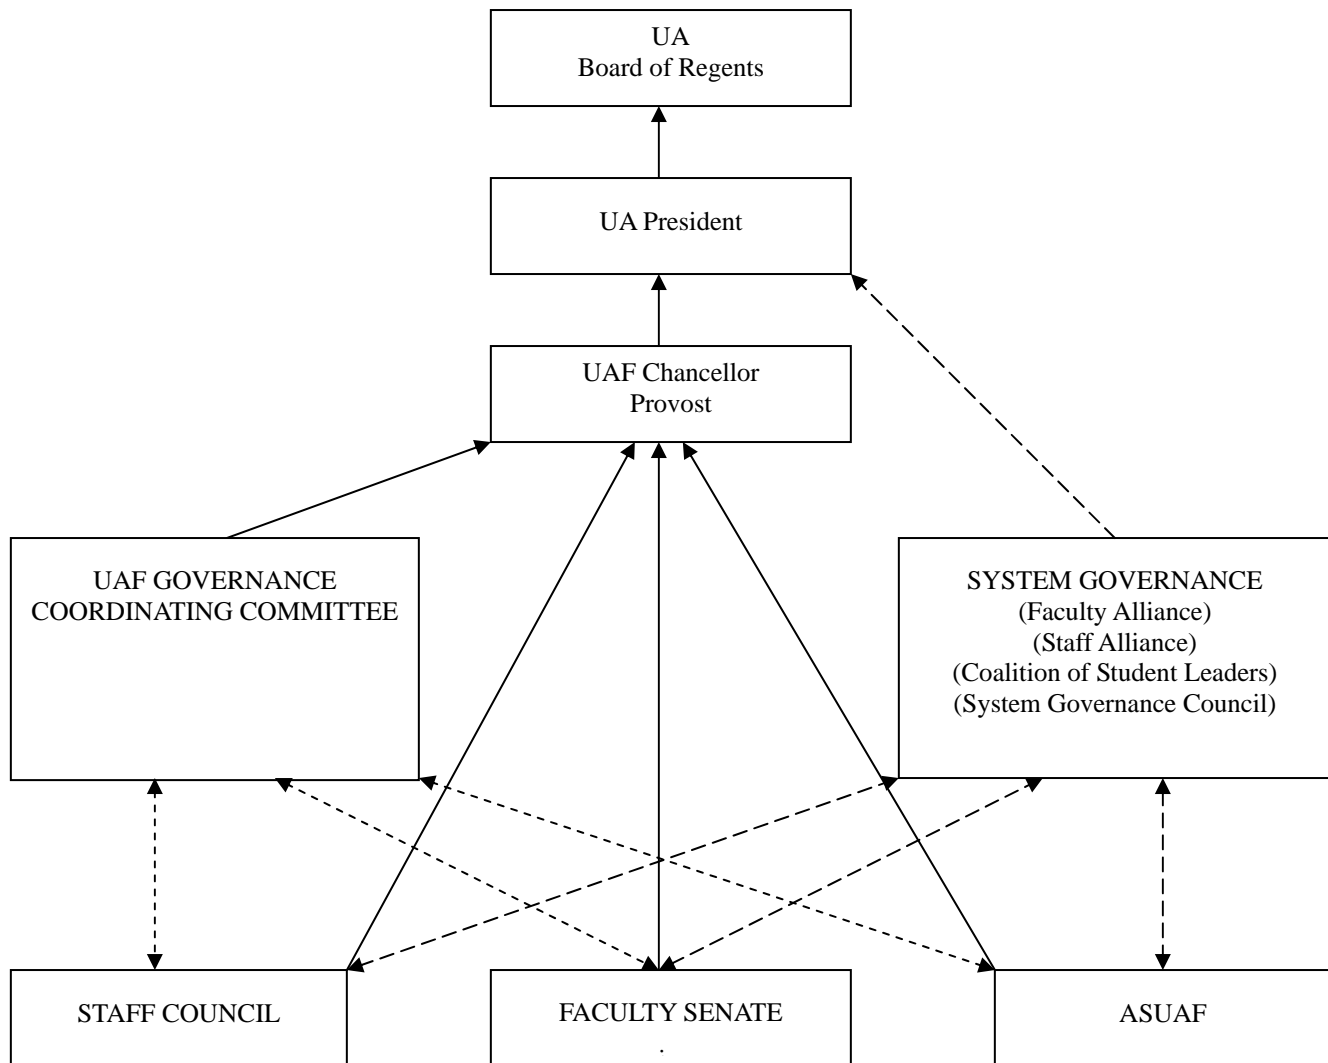 UA
Board of Regents
UA President
UAF Chancellor
Provost
UAF GOVERNANCE
COORDINATING COMMITTEE
SYSTEM GOVERNANCE
(Faculty Alliance)
(Staff Alliance)
(Coalition of Student Leaders)
(System Governance Council)
STAFF COUNCIL
FACULTY SENATE
.
ASUAF